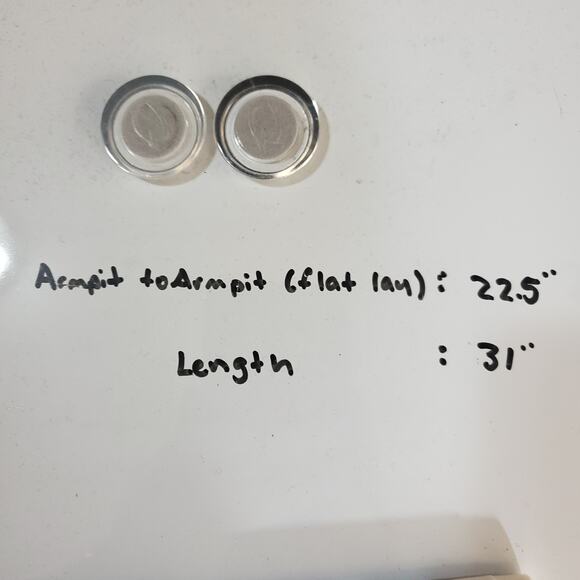 Armpit to Armpit (flat lay) : 22.5"
Length : 31"